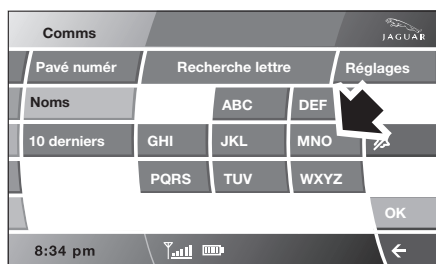 Comms JAGUAR
Pavé numér Recherche lettre Réglages
Noms ABC DEF
10 derniers GHI JKL MNO
PQRS TUV WXYZ
OK
8:34 pm